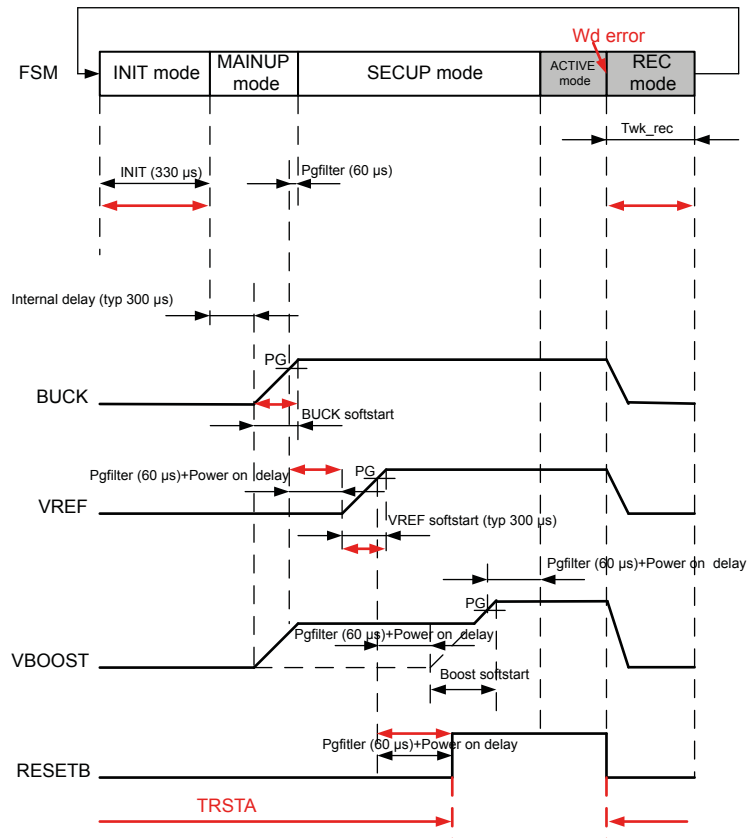 Wd error
FSM
INIT mode
MAINUP
mode
SECUP mode
ACTIVE
mode
REC
mode
Twk_rec
INIT (330 µs)
Pgfilter (60 µs)
Internal delay (typ 300 µs)
PG
BUCK
BUCK softstart
Pgfilter (60 µs)+Power on delay
PG
VREF
VREF softstart (typ 300 µs)
Pgfilter (60 µs)+Power on delay
PG
Pgfilter (60 µs)+Power on delay
VBOOST
Boost softstart
Pgfitler (60 µs)+Power on delay
RESETB
TRSTA